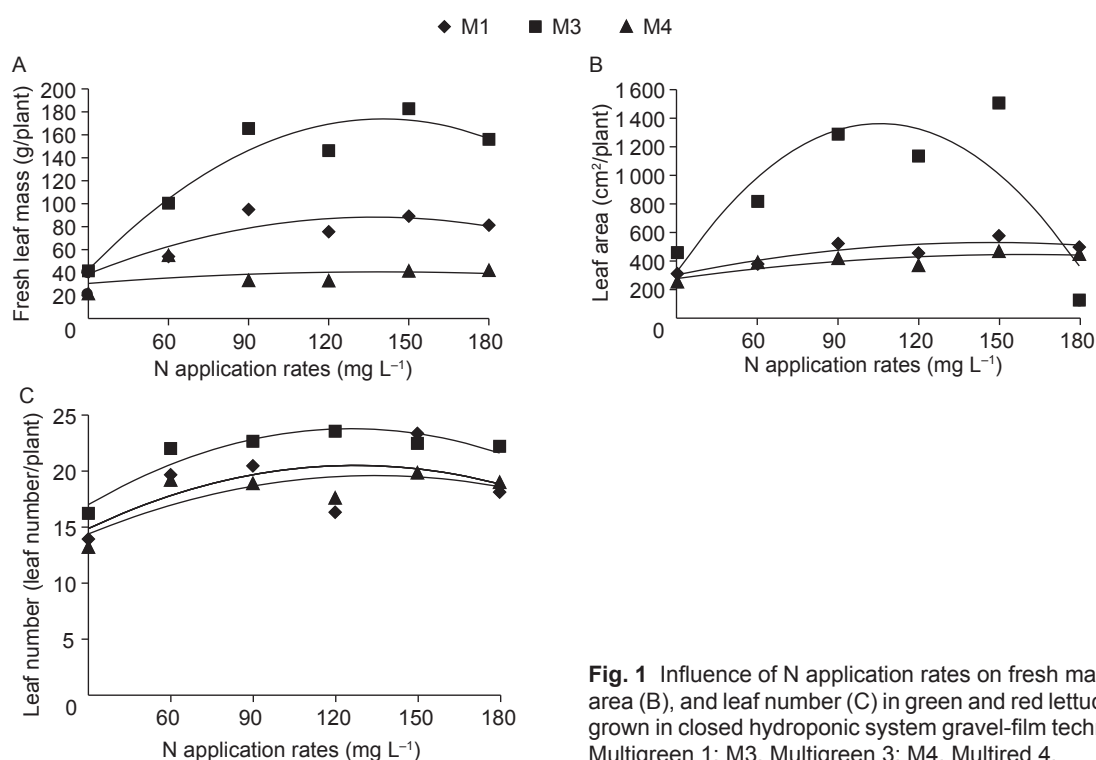 M1 M3 M4
A
Fresh leaf mass (g/plant)
200
180
160
140
120
100
80
60
40
20
0
60 90 120 150 180
N application rates (mg L⁻¹)
B
Leaf area (cm²/plant)
1 600
1 400
1 200
1 000
800
600
400
200
0
60 90 120 150 180
N application rates (mg L⁻¹)
C
Leaf number (leaf number/plant)
25
20
15
10
5
0
60 90 120 150 180
N application rates (mg L⁻¹)
Fig. 1 Influence of N application rates on fresh
area (B), and leaf number (C) in green and red
grown in closed hydroponic system gravel-film
Multigreen 1; M3, Multigreen 3; M4, Multired 4.